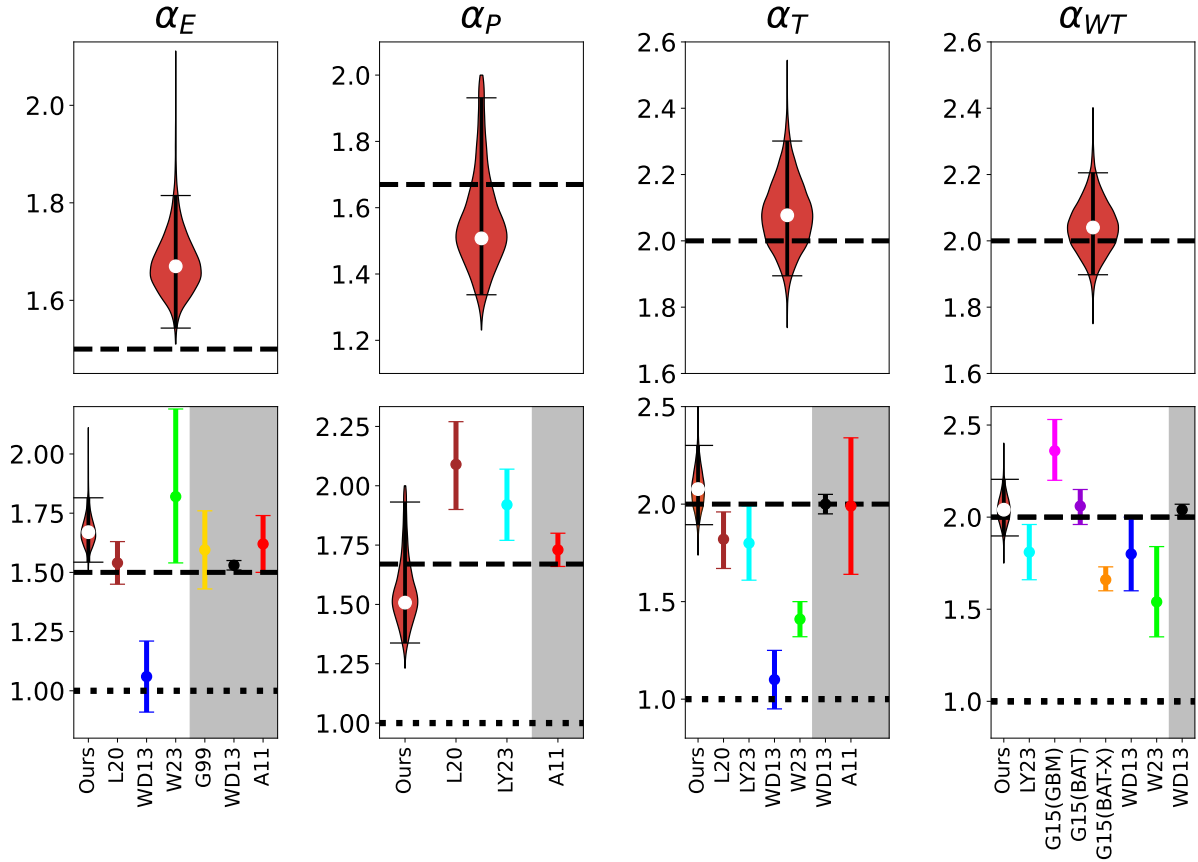 α_E
α_P
α_T
α_WT
2.0
1.8
1.6
2.0
1.8
1.6
1.4
1.2
2.6
2.4
2.2
2.0
1.8
1.6
2.6
2.4
2.2
2.0
1.8
1.6
2.00
1.75
1.50
1.25
1.00
2.25
2.00
1.75
1.50
1.25
1.00
2.5
2.0
1.5
1.0
2.5
2.0
1.5
1.0
Ours
L20
WD13
W23
G99
WD13
A11
Ours
L20
LY23
A11
Ours
L20
LY23
WD13
W23
WD13
A11
Ours
LY23
G15(GBM)
G15(BAT)
G15(BAT-X)
WD13
W23
WD13